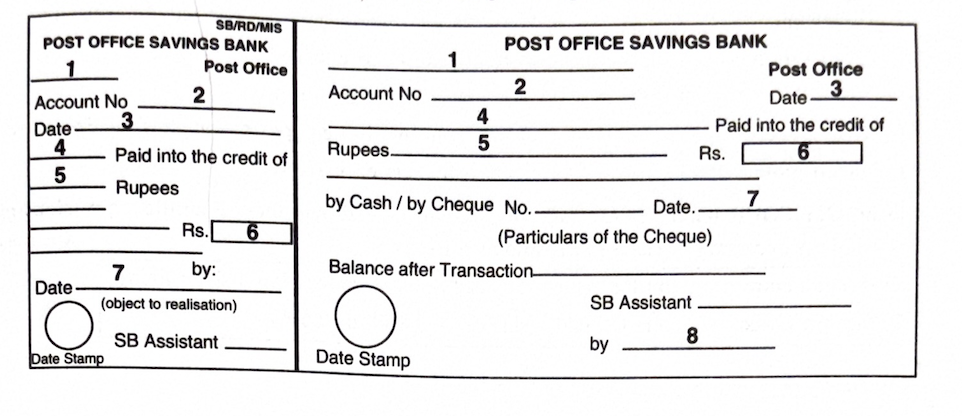 SB/RD/MIS
POST OFFICE SAVINGS BANK
1 Post Office
Account No 2
Date 3
4 Paid into the credit of
5 Rupees
Rs. 6
7 by:
Date
(object to realisation)
SB Assistant
Date Stamp
POST OFFICE SAVINGS BANK
1
Post Office
Account No 2 Date 3
4 Paid into the credit of
Rupees 5 Rs. 6
by Cash / by Cheque No. Date. 7
(Particulars of the Cheque)
Balance after Transaction
SB Assistant
by 8
Date Stamp